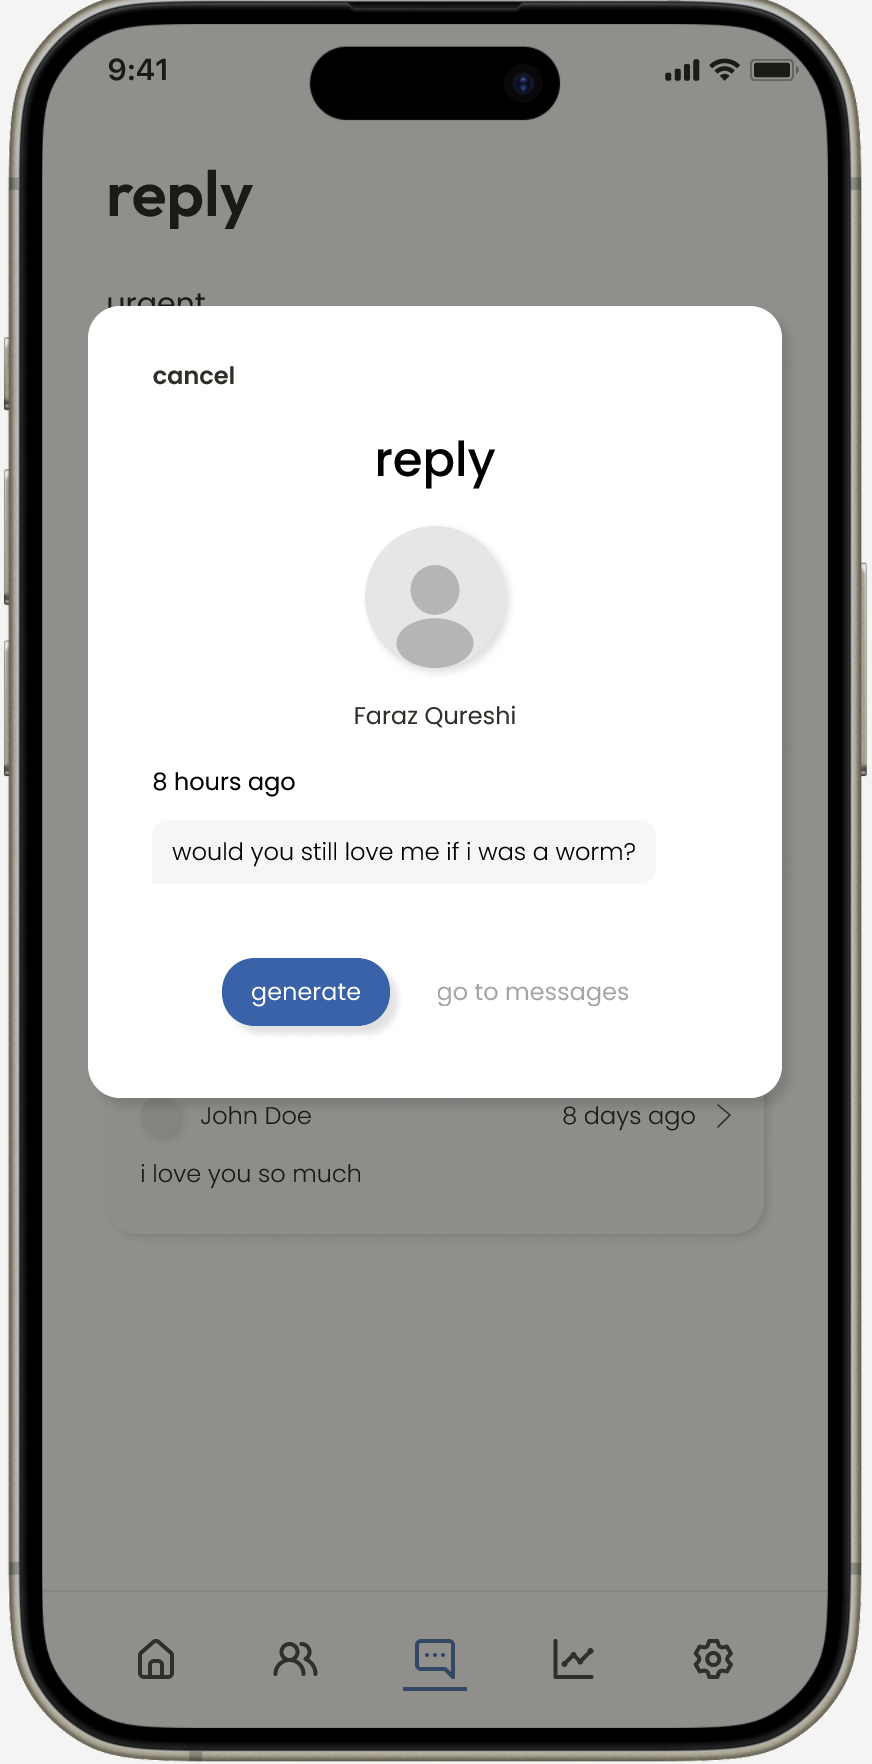 9:41
reply
urgent
cancel
reply
Faraz Qureshi
8 hours ago
would you still love me if i was a worm?
generate go to messages
John Doe 8 days ago
i love you so much